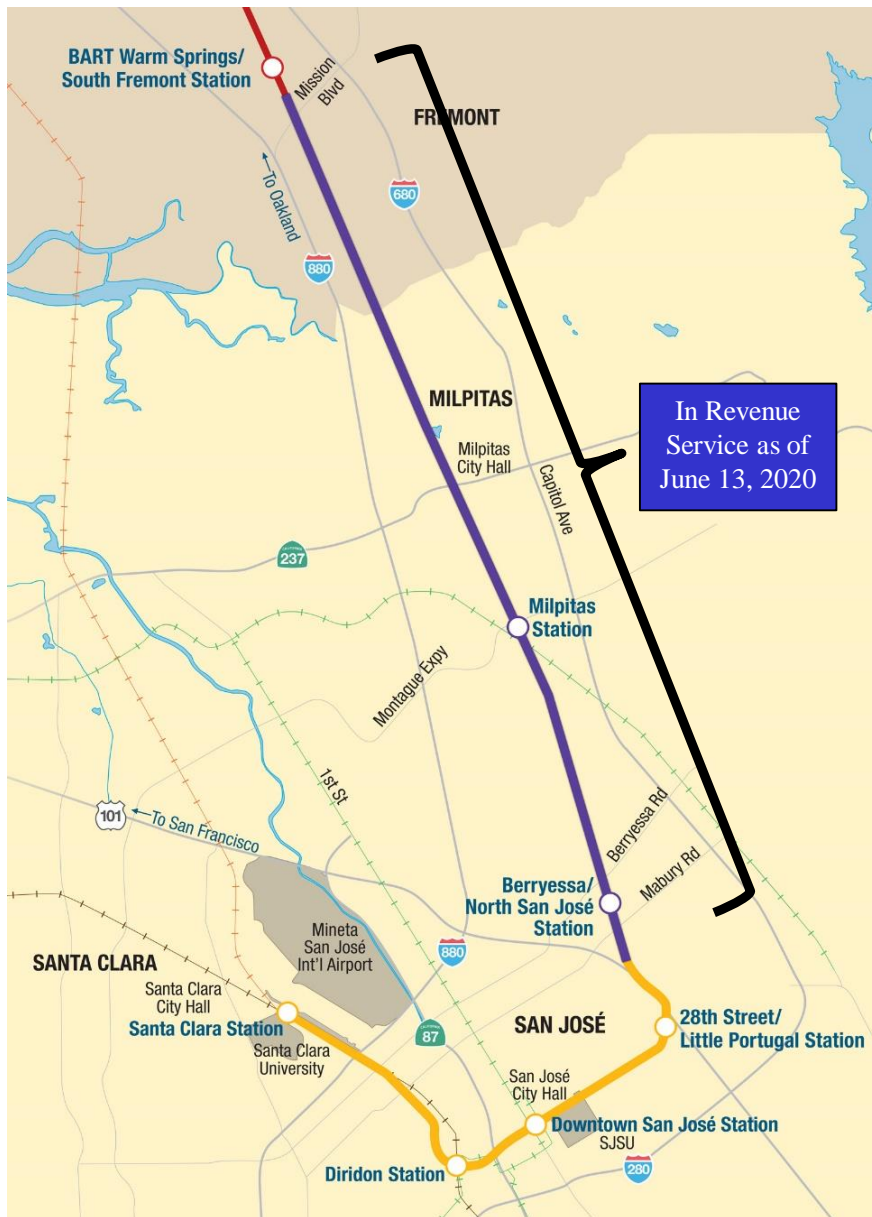 BART Warm Springs/
South Fremont Station
Mission
Blvd
FREMONT
To Oakland
680
880
MILPITAS
Milpitas
City Hall
Capitol Ave
In Revenue
Service as of
June 13, 2020
CALIFORNIA
237
Milpitas
Station
Montague Expy
1st St
101
To San Francisco
Berryessa Rd
Mabury Rd
Berryessa/
North San José
Station
Mineta
San José
Int'l Airport
880
SANTA CLARA
Santa Clara
City Hall
Santa Clara Station
Santa Clara
University
CALIFORNIA
87
SAN JOSÉ
28th Street/
Little Portugal Station
San José
City Hall
Downtown San José Station
SJSU
Diridon Station
280